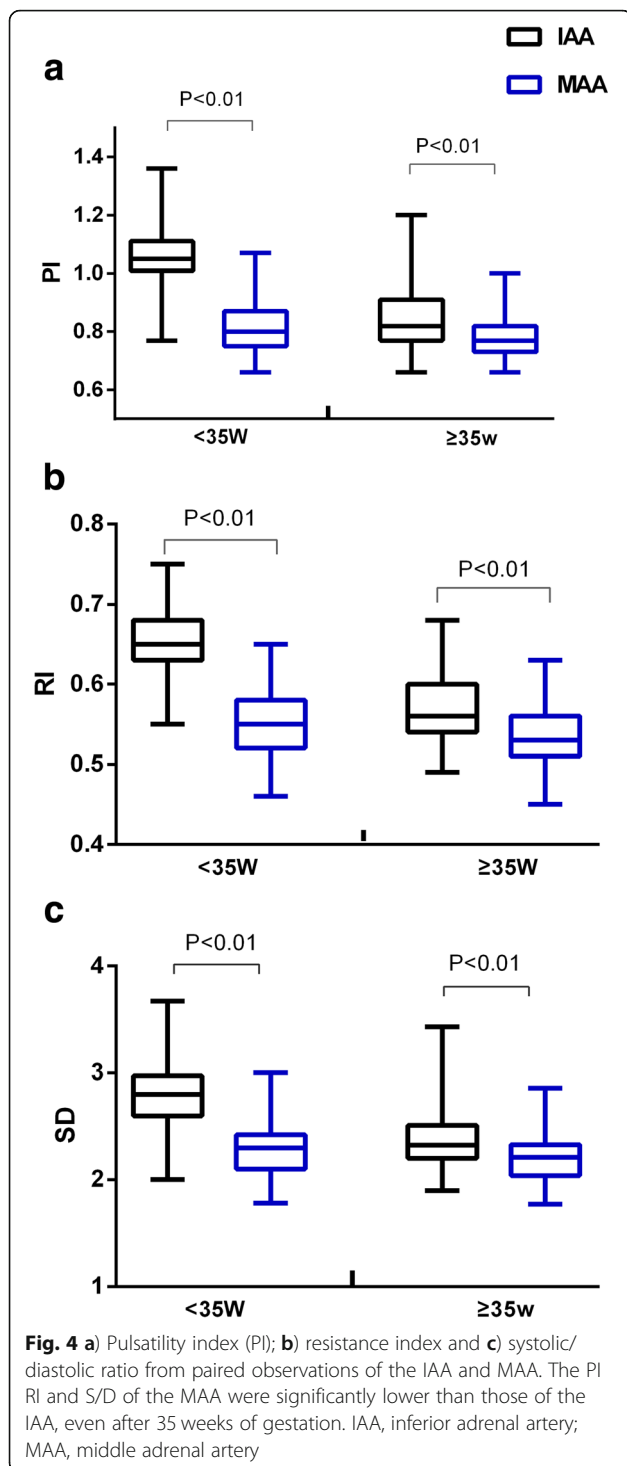 IAA
MAA
a
P<0.01
P<0.01
1.4
1.2
1.0
0.8
0.6
PI
<35W
≥35w
b
P<0.01
P<0.01
0.8
0.7
0.6
0.5
0.4
RI
<35W
≥35W
c
P<0.01
P<0.01
4
3
2
1
SD
<35W
≥35w
Fig. 4 a) Pulsatility index (PI); b) resistance index and c) systolic/
diastolic ratio from paired observations of the IAA and MAA. The PI
RI and S/D of the MAA were significantly lower than those of the
IAA, even after 35 weeks of gestation. IAA, inferior adrenal artery;
MAA, middle adrenal artery